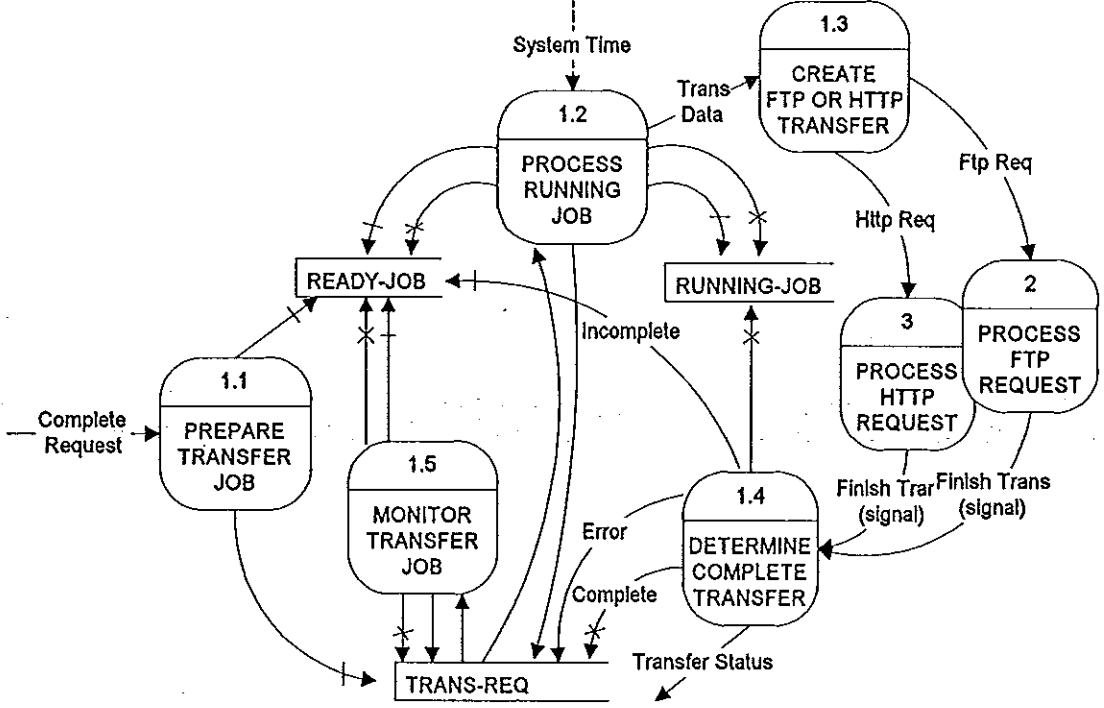 System Time
1.3
CREATE
FTP OR HTTP
TRANSFER
Trans
Data
1.2
PROCESS
RUNNING
JOB
Ftp Req
Http Req
READY-JOB
RUNNING-JOB
2
PROCESS
FTP
REQUEST
3
PROCESS
HTTP
REQUEST
Incomplete
1.1
PREPARE
TRANSFER
JOB
Complete
Request
1.5
MONITOR
TRANSFER
JOB
1.4
DETERMINE
COMPLETE
TRANSFER
Finish Trar
(signal)
Finish Trans
(signal)
Error
Complete
Transfer Status
TRANS-REQ